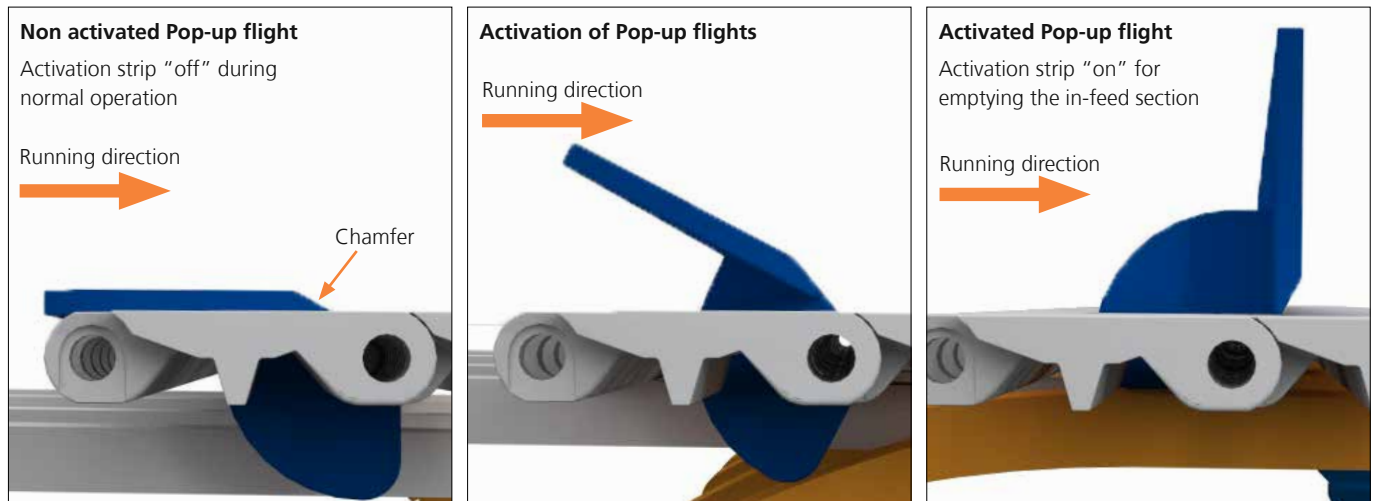 Non activated Pop-up flight
Activation strip “off” during
normal operation
Running direction
Chamfer
Activation of Pop-up flights
Running direction
Activated Pop-up flight
Activation strip “on” for
emptying the in-feed section
Running direction